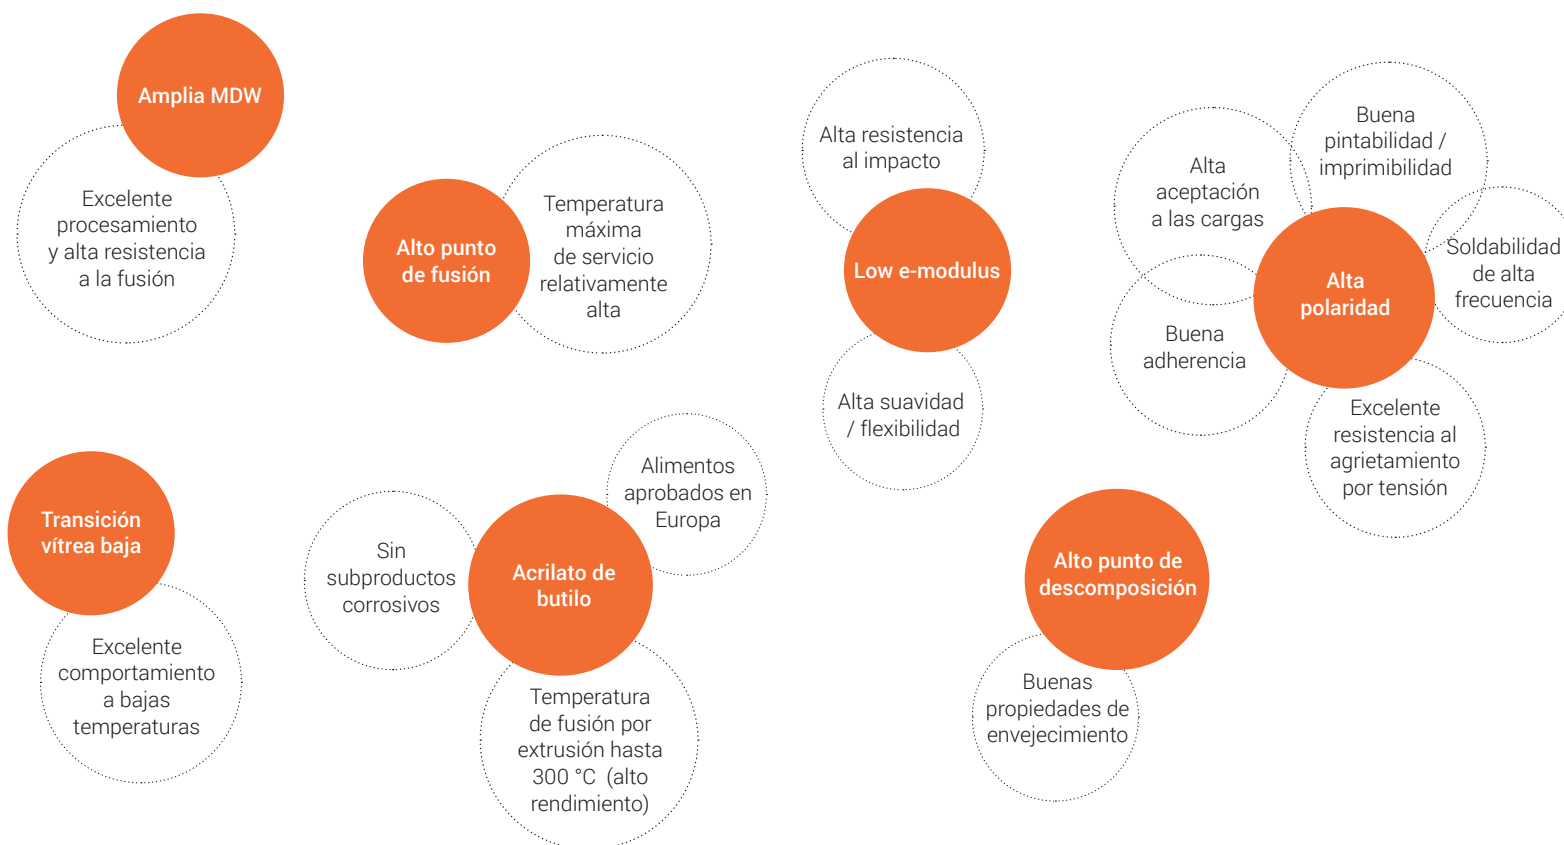 Amplia MDW
Excelente
procesamiento
y alta resistencia
a la fusión
Alto punto
de fusión
Temperatura
máxima
de servicio
relativamente
alta
Alta resistencia
al impacto
Low e-modulus
Alta suavidad
/ flexibilidad
Alta
aceptación
a las cargas
Buena
pintabilidad /
imprimibilidad
Soldabilidad
de alta
frecuencia
Alta
polaridad
Buena
adherencia
Excelente
resistencia al
agrietamiento
por tensión
Transición
vítrea baja
Excelente
comportamiento
a bajas
temperaturas
Sin
subproductos
corrosivos
Acrilato de
butilo
Alimentos
aprobados en
Europa
Temperatura
de fusión por
extrusión hasta
300 °C (alto
rendimiento)
Alto punto de
descomposición
Buenas
propiedades de
envejecimiento